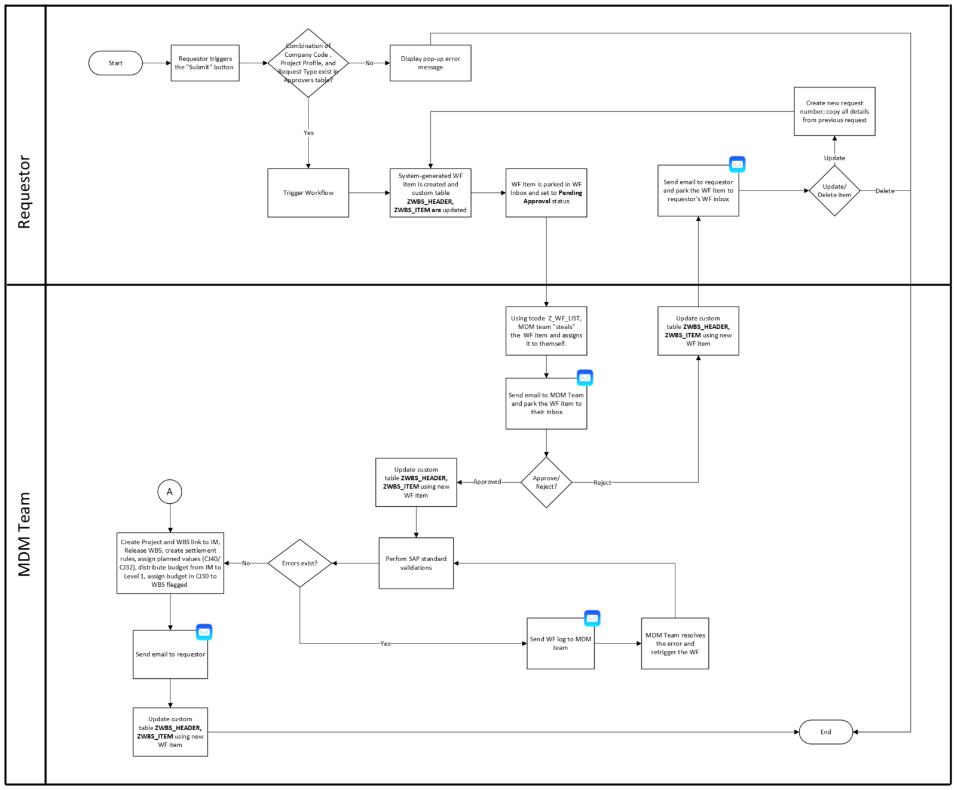 Requestor
Start
Requestor triggers
the "Submit" button
Combination of
Company Code ,
Project Profile, and
Request Type exist in
Approvers table?
No
Display pop-up error
message
Yes
Create new request
number; copy all details
from previous request
Update
Trigger Workflow
System-generated WF
item is created and
custom table
ZWBS_HEADER,
ZWBS_ITEM are updated
WF Item is parked in WF
Inbox and set to Pending
Approval status
Send email to requestor
and park the WF item to
requestor's WF inbox
Update/
Delete item
Delete
MDM Team
Using tcode Z_WF_LIST,
MDM team "steals"
the WF item and assigns
it to themself.
Update custom
table ZWBS_HEADER,
ZWBS_ITEM using new
WF item
Send email to MDM Team
and park the WF item to
their inbox
Approve/
Reject?
Approved
Reject
Update custom
table ZWBS_HEADER,
ZWBS_ITEM using new
WF item
A
Create Project and WBS link to IM,
Release WBS, create settlement
rules, assign planned values (CJ40/
CJ32), distribute budget from IM to
Level 1, assign budget in CJ30 to
WBS flagged
No
Errors exist?
Perfom SAP standard
validations
Yes
Send WF log to MDM
team
MDM Team resolves
the error and
retrigger the WF
Send email to requestor
Update custom
table ZWBS_HEADER,
ZWBS_ITEM using new
WF item
End